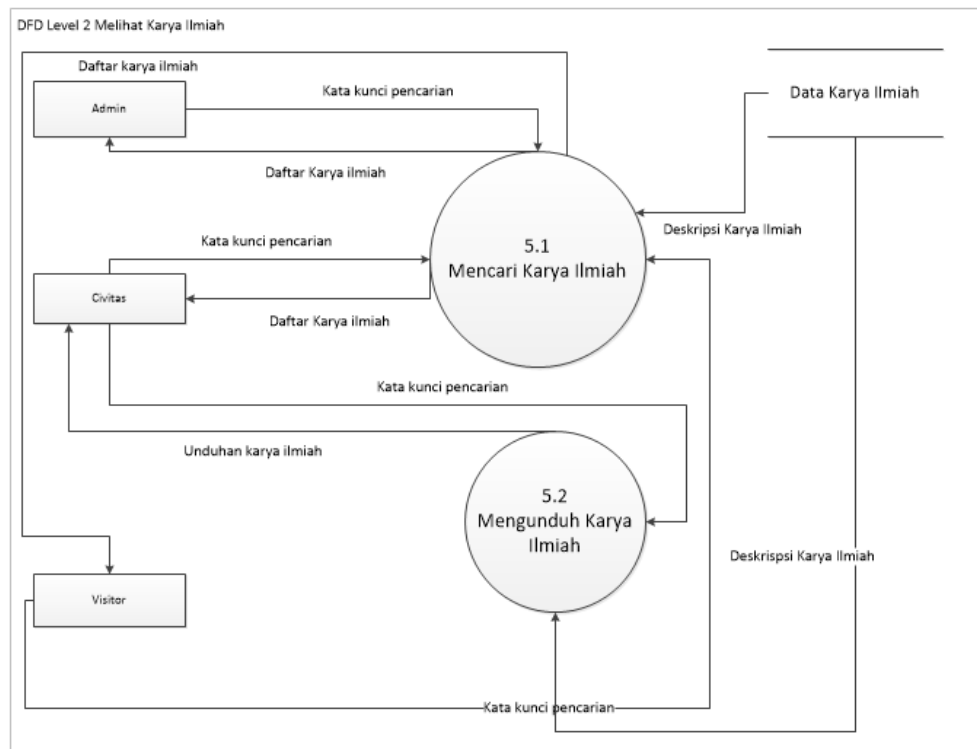 DFD Level 2 Melihat Karya Ilmiah
Daftar karya ilmiah
Admin
Kata kunci pencarian
Data Karya Ilmiah
Daftar Karya ilmiah
Deskripsi Karya Ilmiah
Kata kunci pencarian
5.1
Mencari Karya Ilmiah
Civitas
Daftar Karya ilmiah
Kata kunci pencarian
Unduhan karya ilmiah
5.2
Mengunduh Karya
Ilmiah
Deskrispsi Karya Ilmiah
Visitor
Kata kunci pencarian